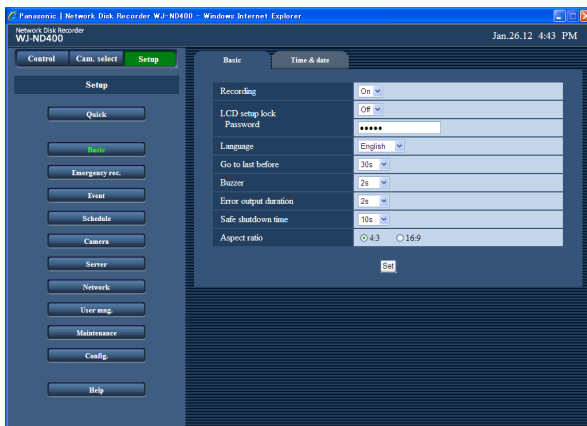 Panasonic | Network Disk Recorder WJ-ND400 - Windows Internet Explorer
Network Disk Recorder
WJ-ND400
Jan.26.12 4:43 PM
Control Cam. select Setup
Basic Time & date
Setup
Quick
Basic
Emergency rec.
Event
Schedule
Camera
Server
Network
User mng.
Maintenance
Config.
Help
Recording On
LCD setup lock Off
Password •••••
Language English
Go to last before 30s
Buzzer 2s
Error output duration 2s
Safe shutdown time 10s
Aspect ratio 4:3 16:9
Set